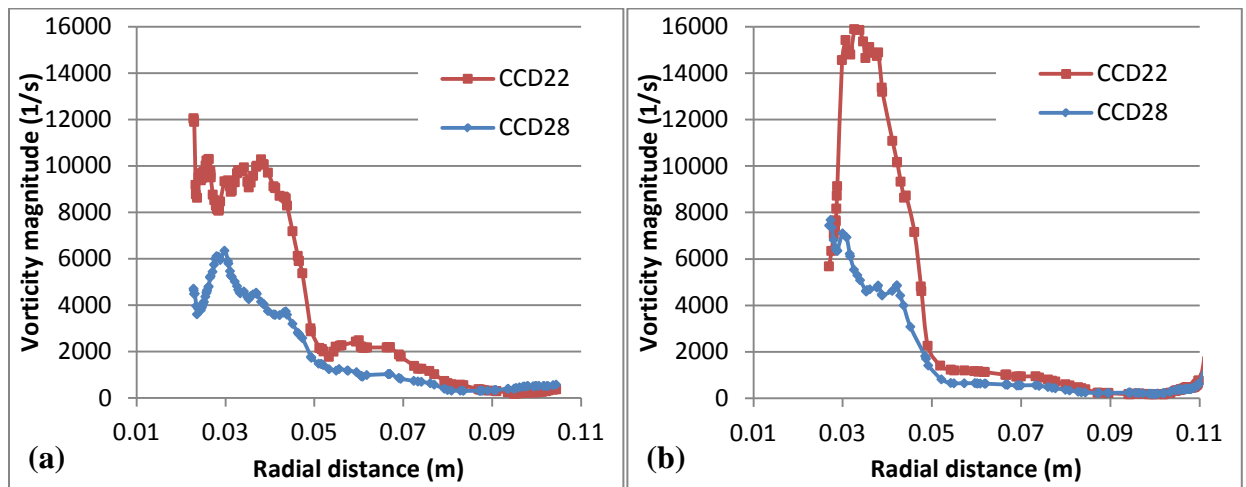 16000
14000
12000
10000
8000
6000
4000
2000
0
Vorticity magnitude (1/s)
CCD22
CCD28
0.01 0.03 0.05 0.07 0.09 0.11
Radial distance (m)
(a)
16000
14000
12000
10000
8000
6000
4000
2000
0
Vorticity magnitude (1/s)
CCD22
CCD28
0.01 0.03 0.05 0.07 0.09 0.11
Radial distance (m)
(b)